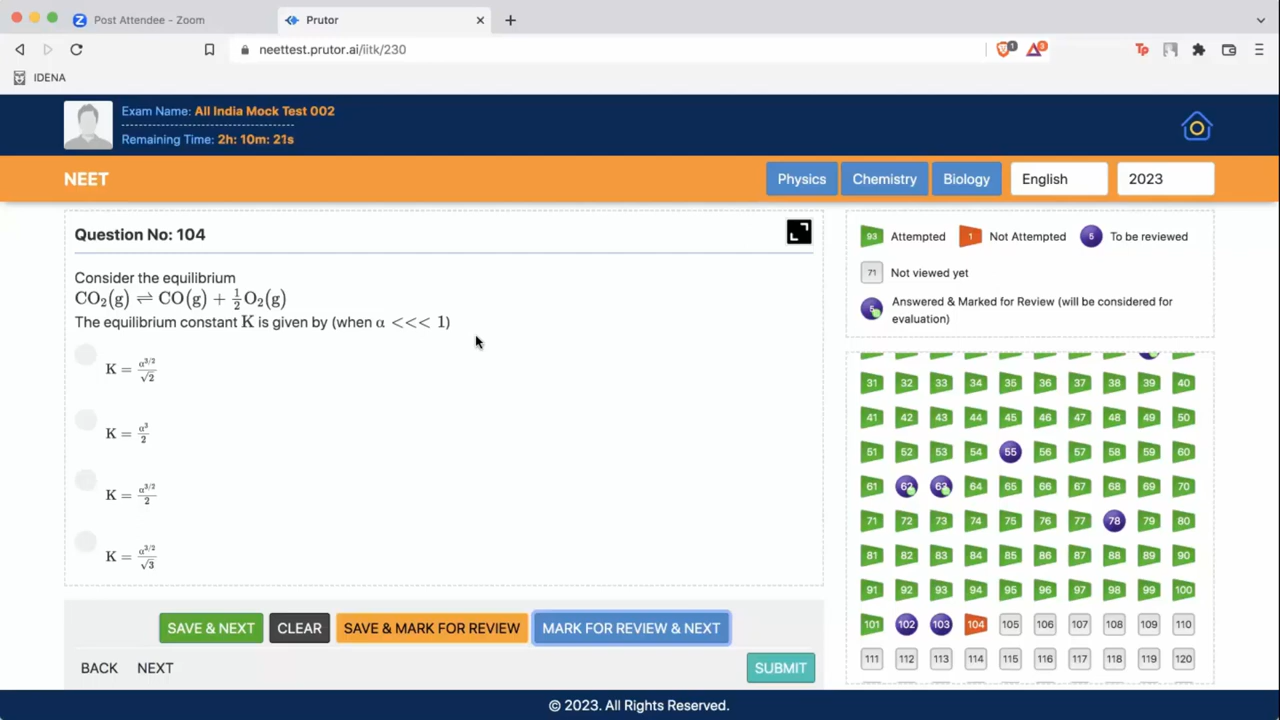 Post Attendee - Zoom
Prutor
neettest.prutor.ai/iitk/230
1
3
Tp
IDENA
Exam Name: All India Mock Test 002
Remaining Time: 2h: 10m: 21s
NEET
Physics
Chemistry
Biology
English
2023
Question No: 104
Consider the equilibrium
CO₂(g) ⇌ CO(g) + ½O₂(g)
The equilibrium constant K is given by (when α <<< 1)
K = α^3/2 / √2
K = α^3 / 2
K = α^3/2 / 2
K = α^3/2 / √3
SAVE & NEXT
CLEAR
SAVE & MARK FOR REVIEW
MARK FOR REVIEW & NEXT
BACK
NEXT
SUBMIT
93 Attempted
1 Not Attempted
5 To be reviewed
71 Not viewed yet
5 Answered & Marked for Review (will be considered for
evaluation)
31 32 33 34 35 36 37 38 39 40
41 42 43 44 45 46 47 48 49 50
51 52 53 54 55 56 57 58 59 60
61 62 63 64 65 66 67 68 69 70
71 72 73 74 75 76 77 78 79 80
81 82 83 84 85 86 87 88 89 90
91 92 93 94 95 96 97 98 99 100
101 102 103 104 105 106 107 108 109 110
111 112 113 114 115 116 117 118 119 120
© 2023. All Rights Reserved.